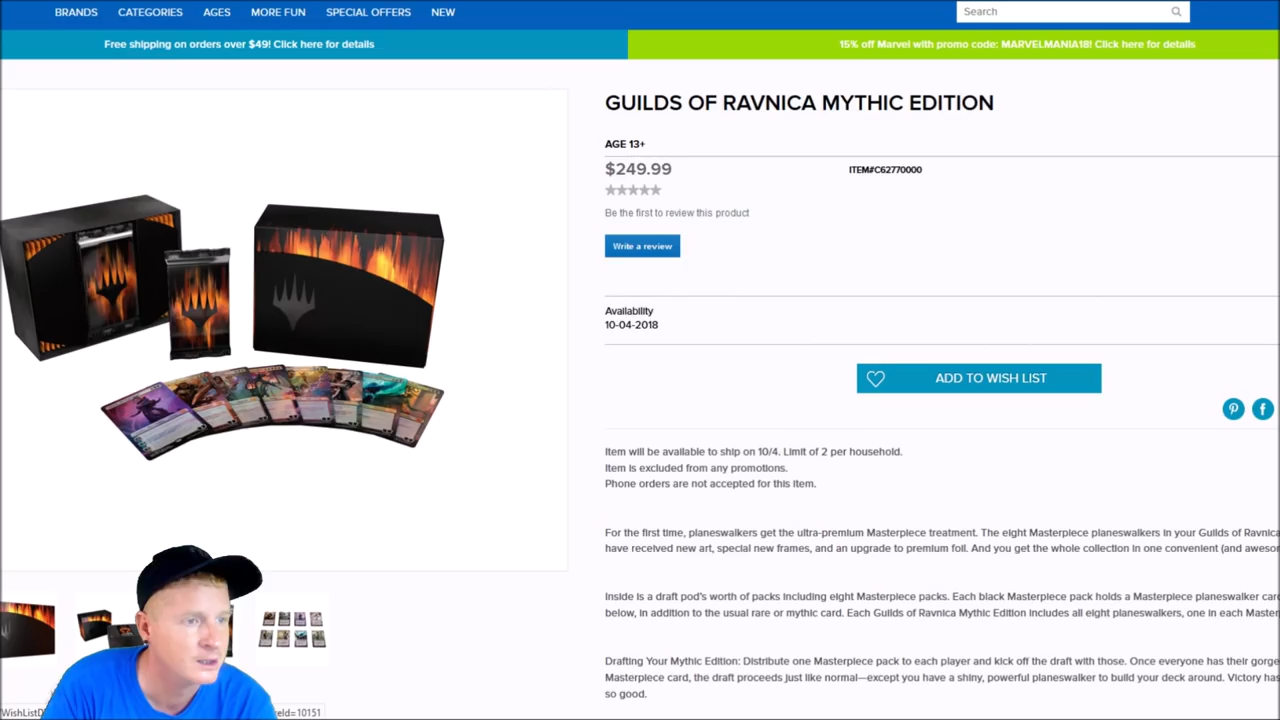 BRANDS CATEGORIES AGES MORE FUN SPECIAL OFFERS NEW Search
Free shipping on orders over $49! Click here for details
15% off Marvel with promo code: MARVELMANIA18! Click here for details
GUILDS OF RAVNICA MYTHIC EDITION
AGE 13+
$249.99 ITEM#C62770000
Be the first to review this product
Write a review
Availability
10-04-2018
ADD TO WISH LIST
Item will be available to ship on 10/4. Limit of 2 per household.
Item is excluded from any promotions.
Phone orders are not accepted for this item.
For the first time, planeswalkers get the ultra-premium Masterpiece treatment. The eight Masterpiece planeswalkers in your Guilds of Ravnica
have received new art, special new frames, and an upgrade to premium foil. And you get the whole collection in one convenient (and aweso
Inside is a draft pod's worth of packs including eight Masterpiece packs. Each black Masterpiece pack holds a Masterpiece planeswalker car
below, in addition to the usual rare or mythic card. Each Guilds of Ravnica Mythic Edition includes all eight planeswalkers, one in each Master
Drafting Your Mythic Edition: Distribute one Masterpiece pack to each player and kick off the draft with those. Once everyone has their gorge
Masterpiece card, the draft proceeds just like normal—except you have a shiny, powerful planeswalker to build your deck around. Victory has
so good.
WishListD
eId=10151